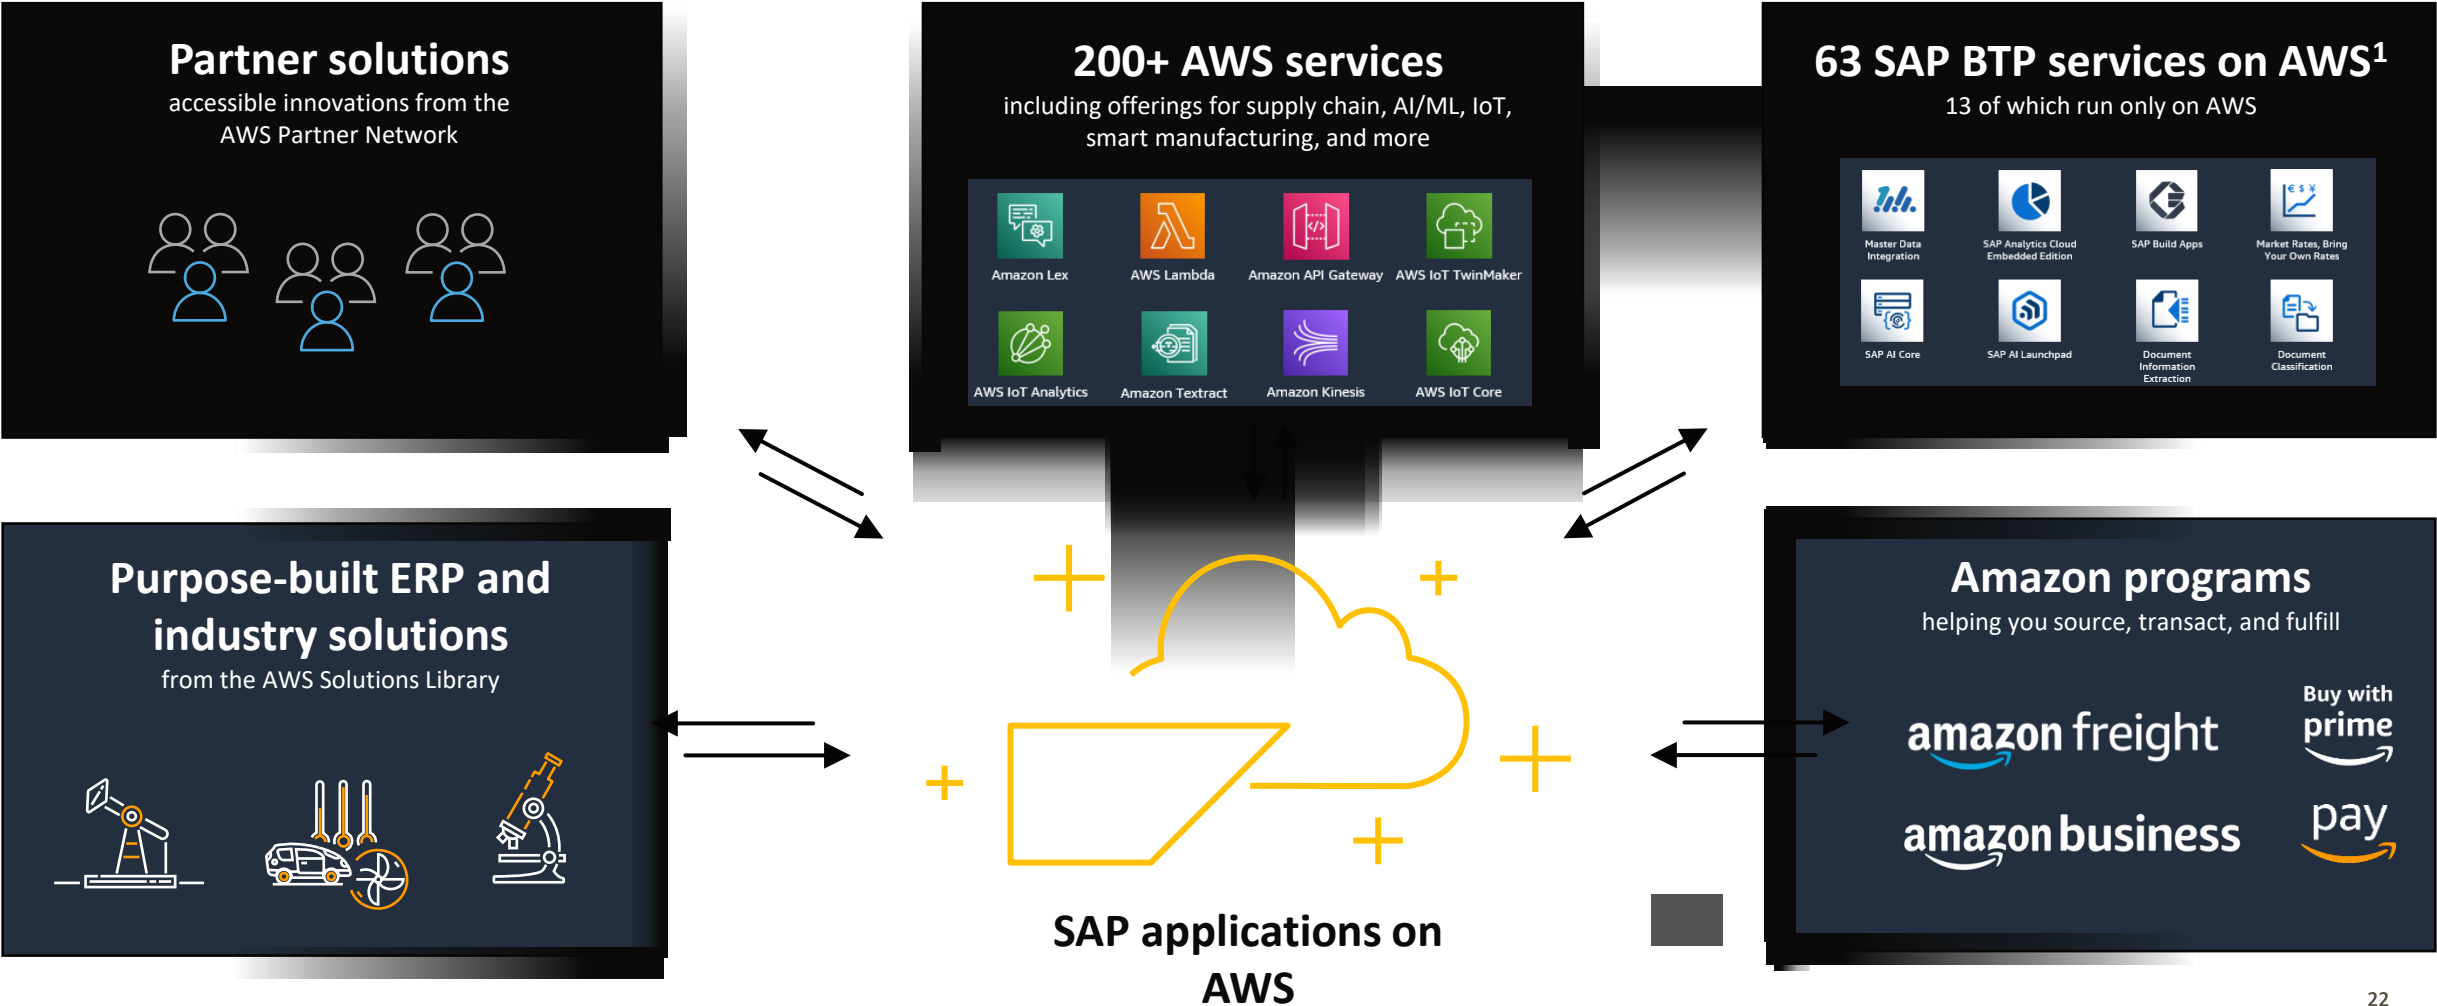 Partner solutions
accessible innovations from the
AWS Partner Network
200+ AWS services
including offerings for supply chain, AI/ML, IoT,
smart manufacturing, and more
Amazon Lex
AWS Lambda
Amazon API Gateway
AWS IoT TwinMaker
AWS IoT Analytics
Amazon Textract
Amazon Kinesis
AWS IoT Core
63 SAP BTP services on AWS¹
13 of which run only on AWS
Master Data
Integration
SAP Analytics Cloud
Embedded Edition
SAP Build Apps
€ $ ¥
Market Rates, Bring
Your Own Rates
SAP AI Core
SAP AI Launchpad
Document
Information
Extraction
Document
Classification
Purpose-built ERP and
industry solutions
from the AWS Solutions Library
Amazon programs
helping you source, transact, and fulfill
amazon freight
Buy with
prime
amazon business
pay
SAP applications on
AWS
22